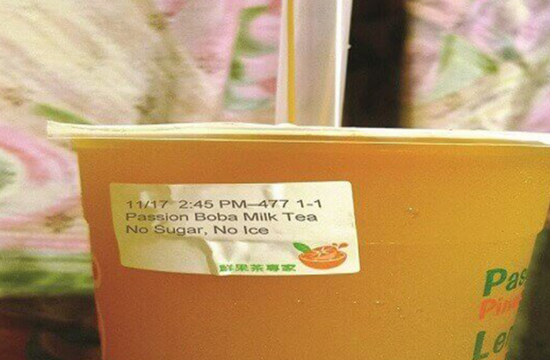 11/17 2:45 PM–477 1-1
Passion Boba Milk Tea
No Sugar, No Ice
鮮果茶專家